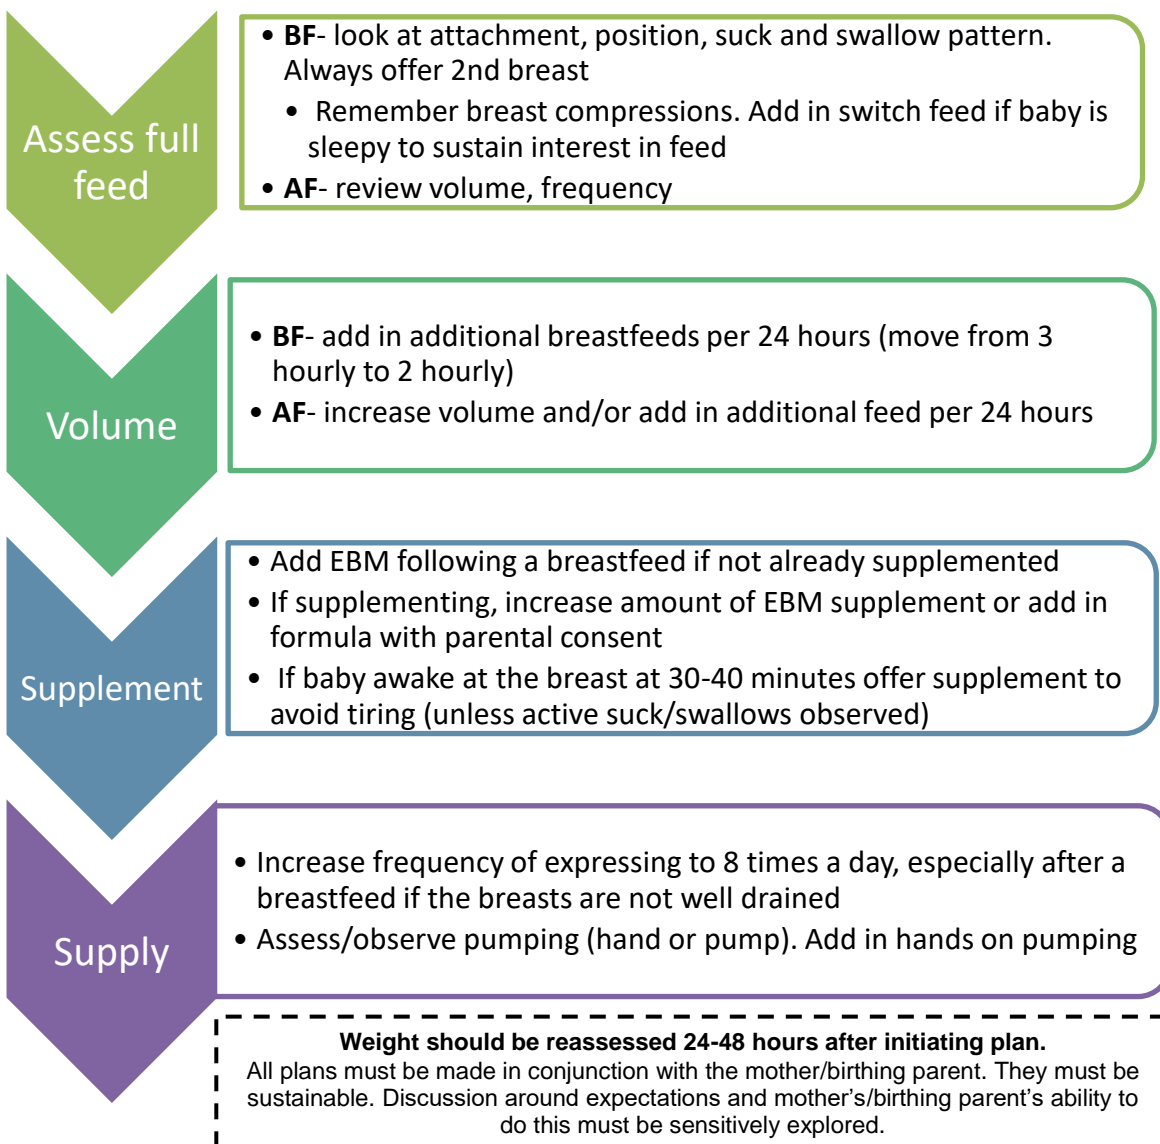 Assess full
feed
• BF- look at attachment, position, suck and swallow pattern.
Always offer 2nd breast
• Remember breast compressions. Add in switch feed if baby is
sleepy to sustain interest in feed
• AF- review volume, frequency
Volume
• BF- add in additional breastfeeds per 24 hours (move from 3
hourly to 2 hourly)
• AF- increase volume and/or add in additional feed per 24 hours
Supplement
• Add EBM following a breastfeed if not already supplemented
• If supplementing, increase amount of EBM supplement or add in
formula with parental consent
• If baby awake at the breast at 30-40 minutes offer supplement to
avoid tiring (unless active suck/swallows observed)
Supply
• Increase frequency of expressing to 8 times a day, especially after a
breastfeed if the breasts are not well drained
• Assess/observe pumping (hand or pump). Add in hands on pumping
Weight should be reassessed 24-48 hours after initiating plan.
All plans must be made in conjunction with the mother/birthing parent. They must be
sustainable. Discussion around expectations and mother's/birthing parent's ability to
do this must be sensitively explored.